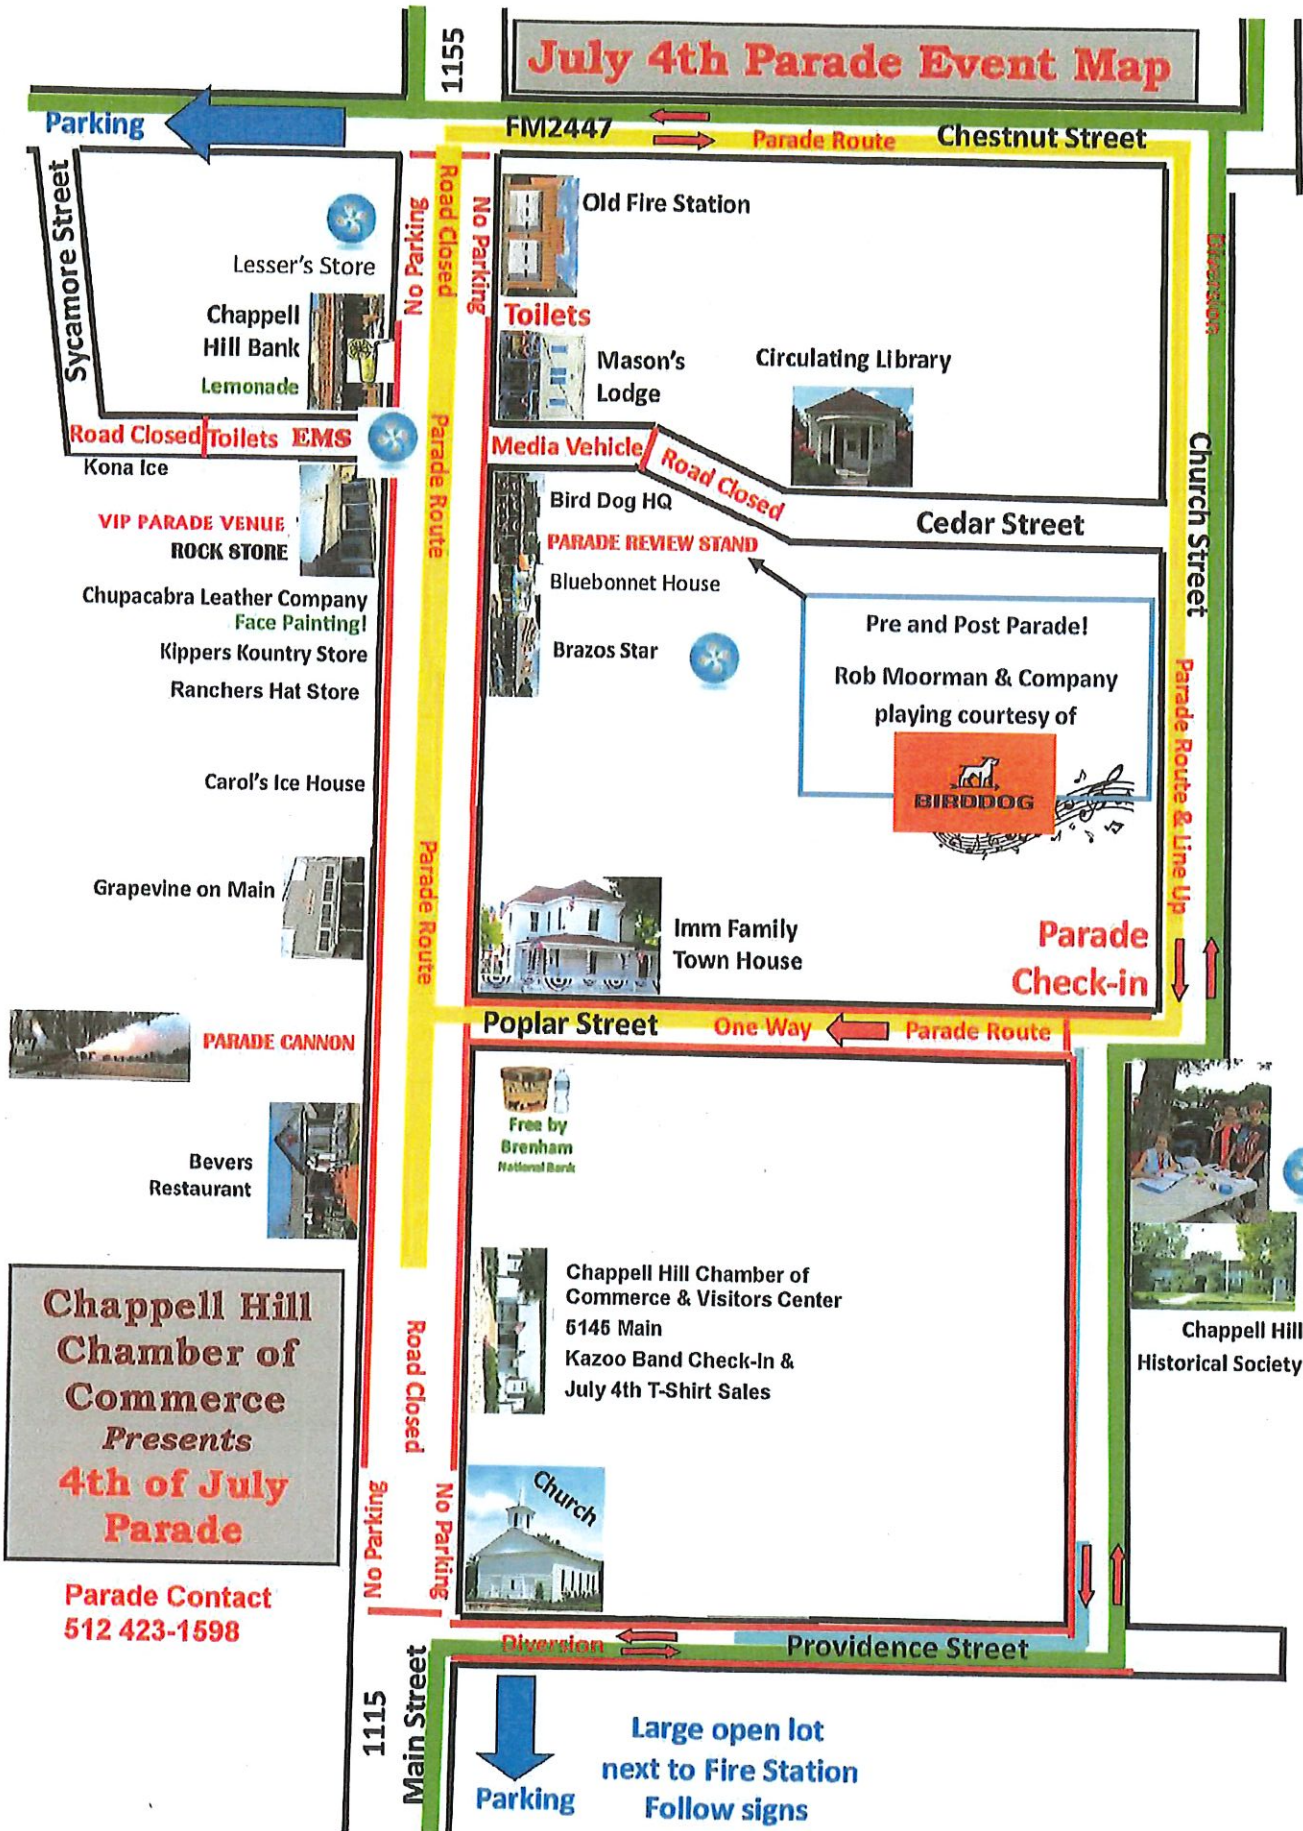 July 4th Parade Event Map
1155
Parking
FM2447
Parade Route
Chestnut Street
Sycamore Street
No Parking
Road Closed
No Parking
Old Fire Station
Lesser's Store
Diversion
Chappell
Hill Bank
Lemonade
Toilets
Mason's
Lodge
Circulating Library
Road Closed
Toilets
EMS
Parade Route
Media Vehicle
Road Closed
Church Street
Kona Ice
Bird Dog HQ
Cedar Street
VIP PARADE VENUE
ROCK STORE
PARADE REVIEW STAND
Bluebonnet House
Chupacabra Leather Company
Face Painting!
Kippers Kountry Store
Ranchers Hat Store
Brazos Star
Pre and Post Parade!
Rob Moorman & Company
playing courtesy of
BIRDDOG
Parade Route & Line Up
Carol's Ice House
Parade Route
Grapevine on Main
Imm Family
Town House
Parade
Check-in
Poplar Street
One Way
Parade Route
PARADE CANNON
Free by
Brenham
National Bank
Bevers
Restaurant
Chappell Hill Chamber of
Commerce & Visitors Center
5145 Main
Kazoo Band Check-In &
July 4th T-Shirt Sales
Chappell Hill
Historical Society
Chappell Hill
Chamber of
Commerce
Presents
4th of July
Parade
Road Closed
No Parking
No Parking
Church
Parade Contact
512 423-1598
Diversion
Providence Street
1115
Main Street
Parking
Large open lot
next to Fire Station
Follow signs